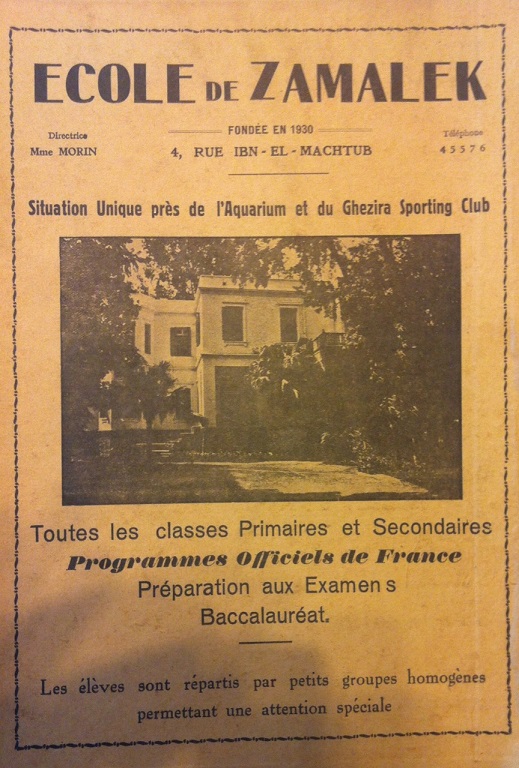 ECOLE DE ZAMALEK
FONDÉE EN 1930
Directrice
Mme MORIN
4, RUE IBN-EL-MACHTUB
Téléphone
45576
Situation Unique près de l'Aquarium et du Ghezira Sporting Club
Toutes les classes Primaires et Secondaires
Programmes Officiels de France
Préparation aux Examens
Baccalauréat.
Les élèves sont répartis par petits groupes homogènes
permettant une attention spéciale